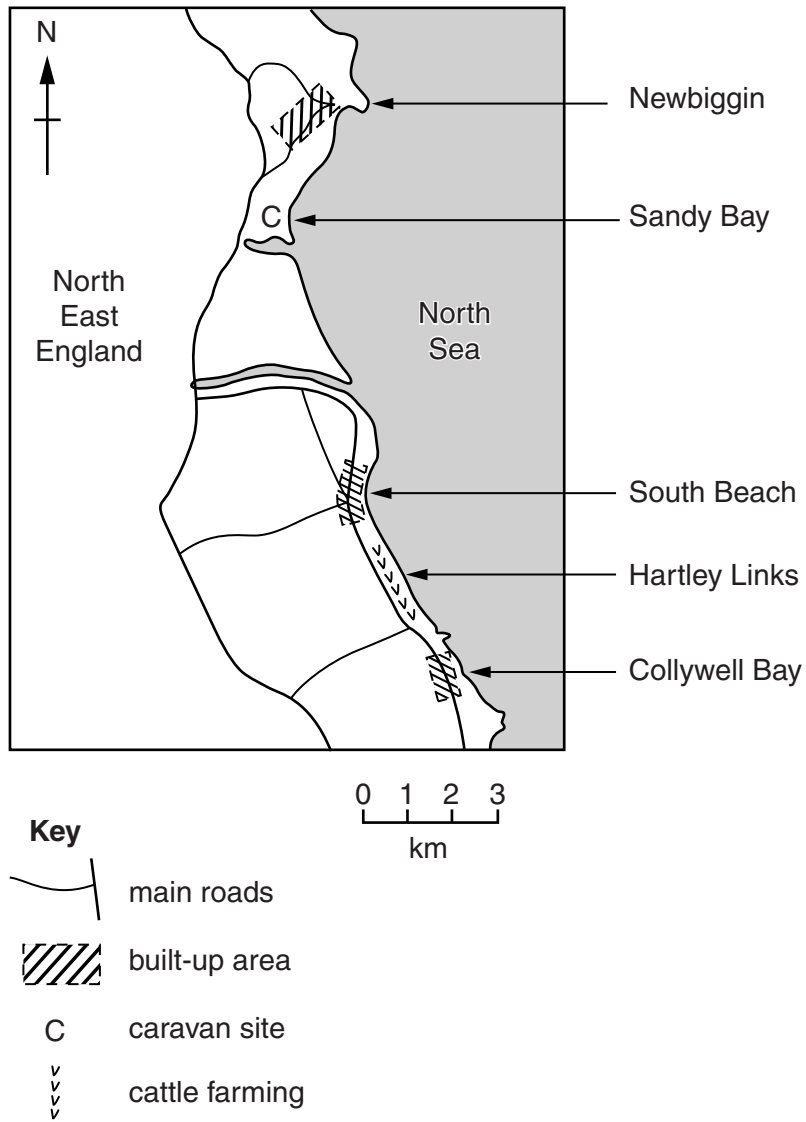 N
Newbiggin
C
Sandy Bay
North
East
England
North
Sea
South Beach
Hartley Links
Collywell Bay
0 1 2 3
km
Key
main roads
built-up area
C caravan site
cattle farming